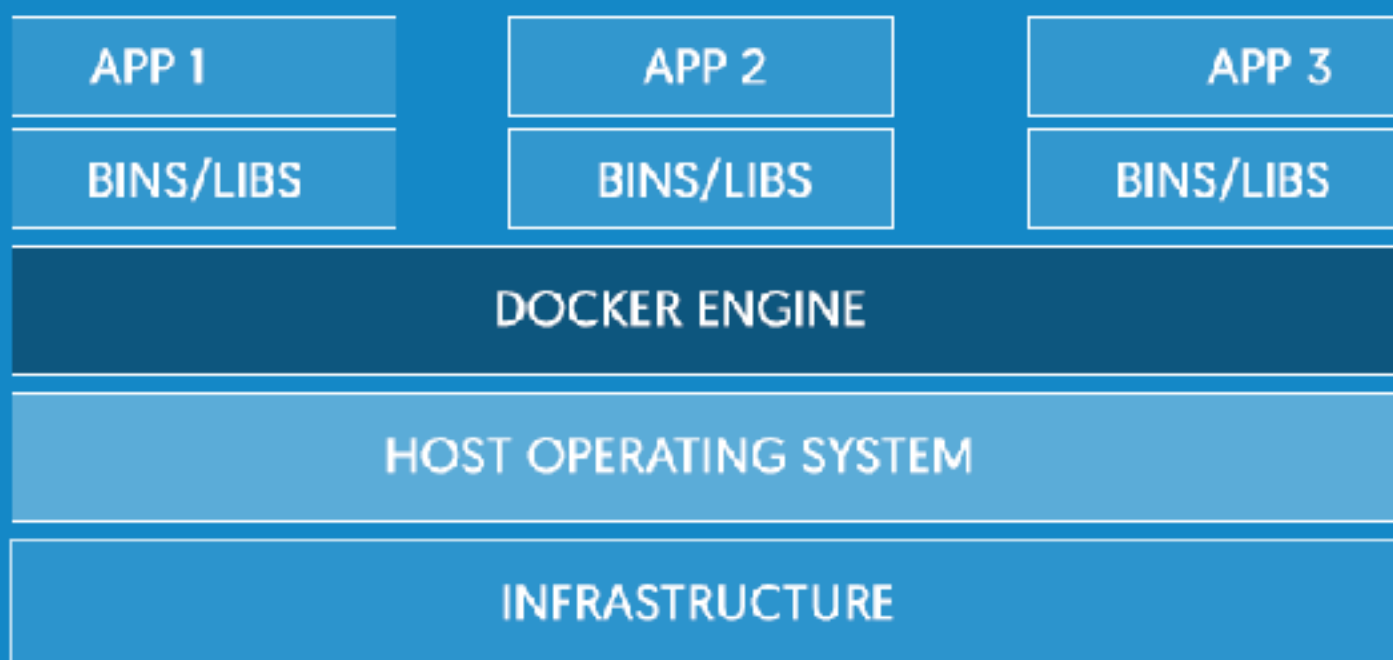 APP 1
APP 2
APP 3
BINS/LIBS
BINS/LIBS
BINS/LIBS
DOCKER ENGINE
HOST OPERATING SYSTEM
INFRASTRUCTURE